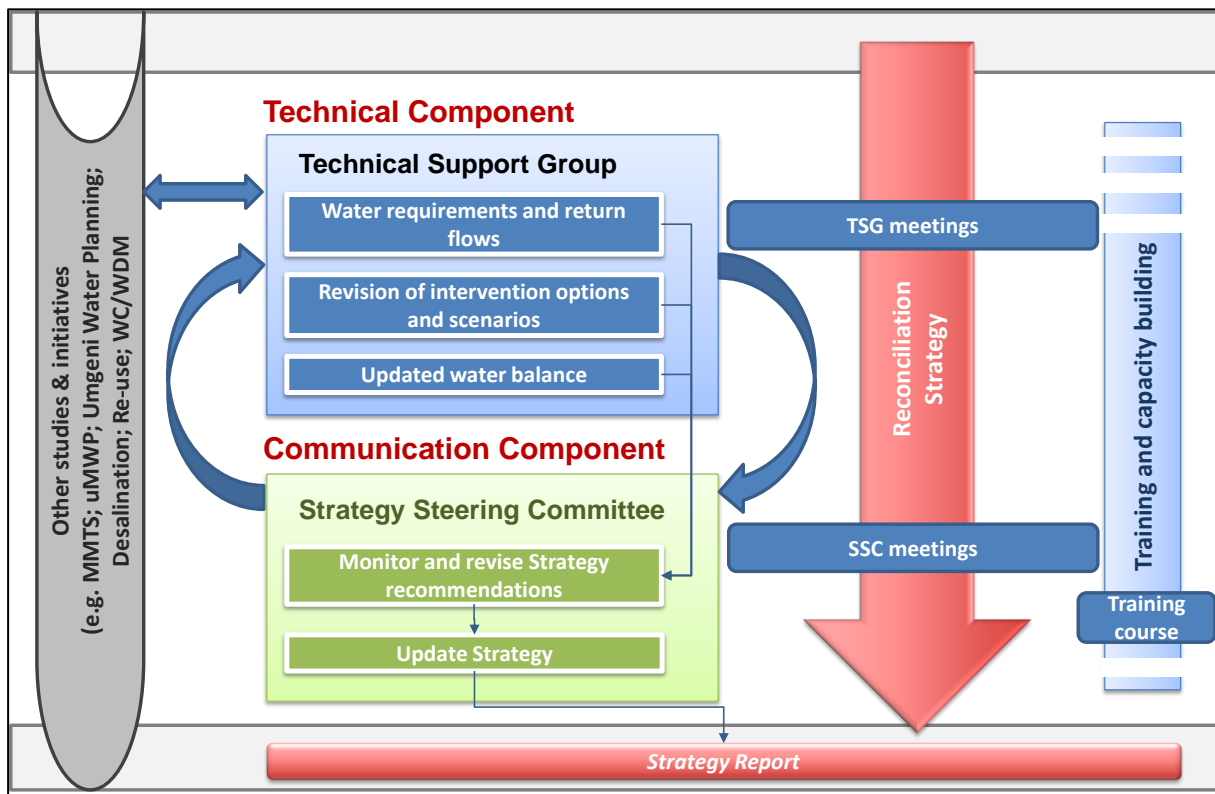 Other studies & initiatives
(e.g. MMTS; uMWP; Umgeni Water Planning;
Desalination; Re-use; WC/WDM
Technical Component
Technical Support Group
Water requirements and return
flows
Revision of intervention options
and scenarios
Updated water balance
Communication Component
Strategy Steering Committee
Monitor and revise Strategy
recommendations
Update Strategy
TSG meetings
Reconciliation
Strategy
SSC meetings
Training and capacity building
Training
course
Strategy Report